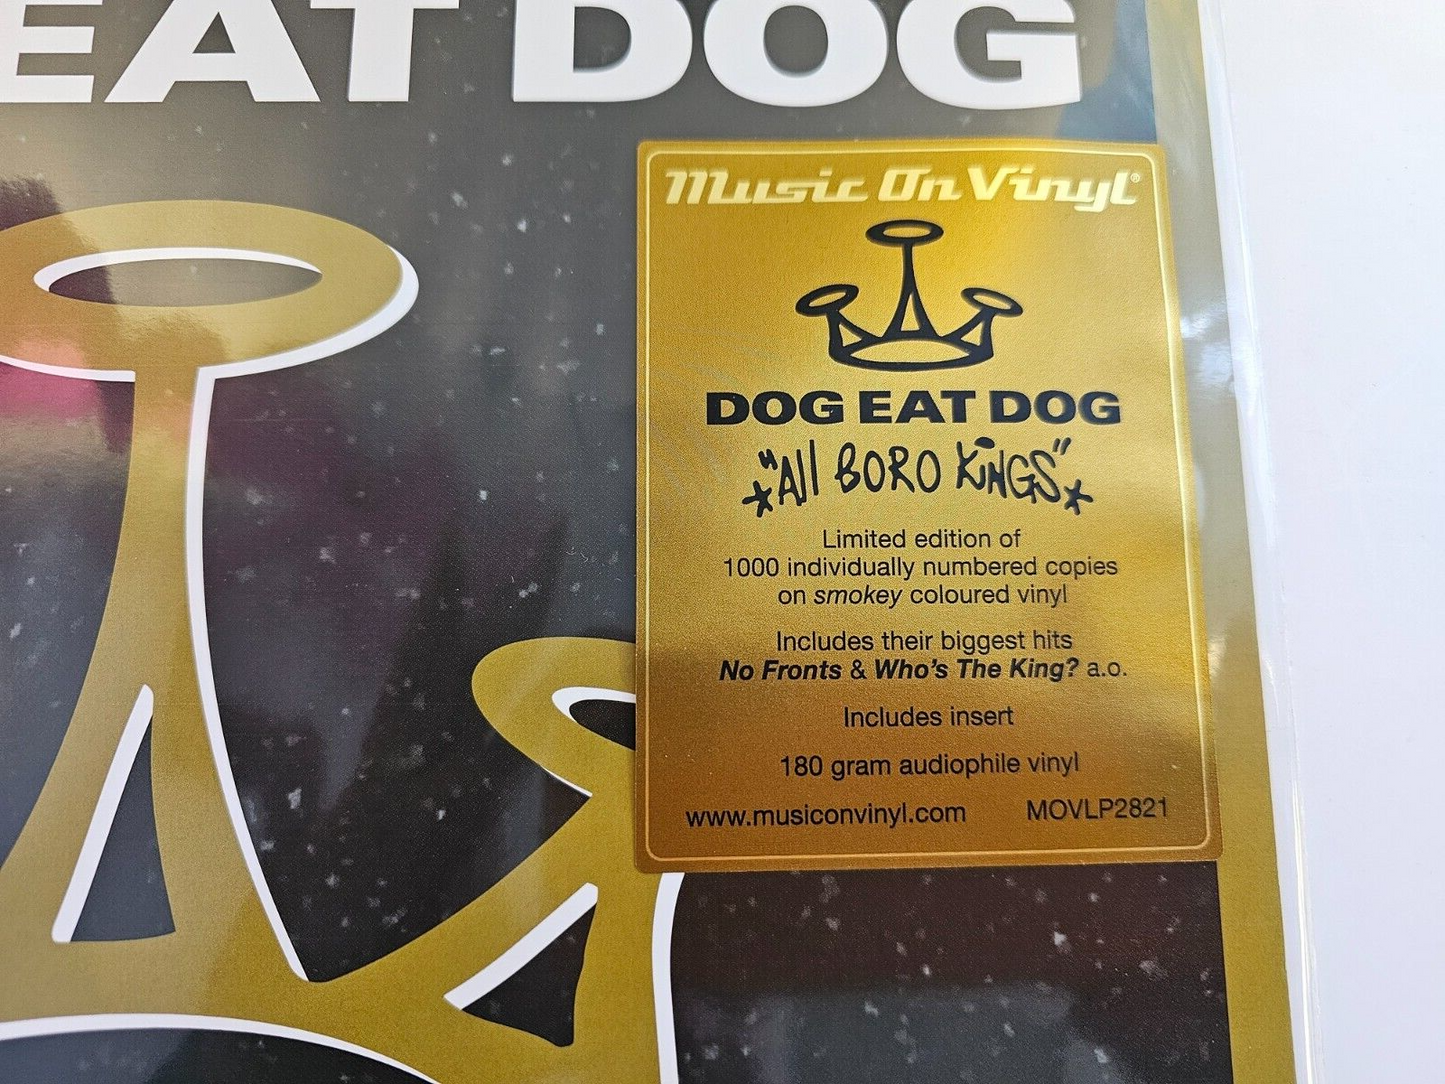 EAT DOG
Music On Vinyl®
DOG EAT DOG
"All BORO KiNGS"
Limited edition of
1000 individually numbered copies
on smokey coloured vinyl
Includes their biggest hits
No Fronts & Who's The King? a.o.
Includes insert
180 gram audiophile vinyl
www.musiconvinyl.com MOVLP2821